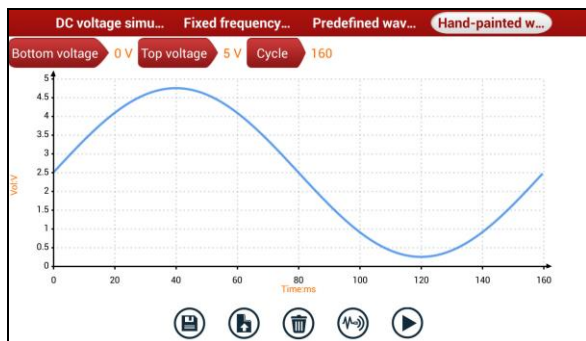 DC voltage simu... Fixed frequency... Predefined wav... Hand-painted w...
Bottom voltage 0 V Top voltage 5 V Cycle 160
5
4.5
4
3.5
3
2.5
2
1.5
1
0.5
0
Vol:V
0 20 40 60 80 100 120 140 160
Time:ms